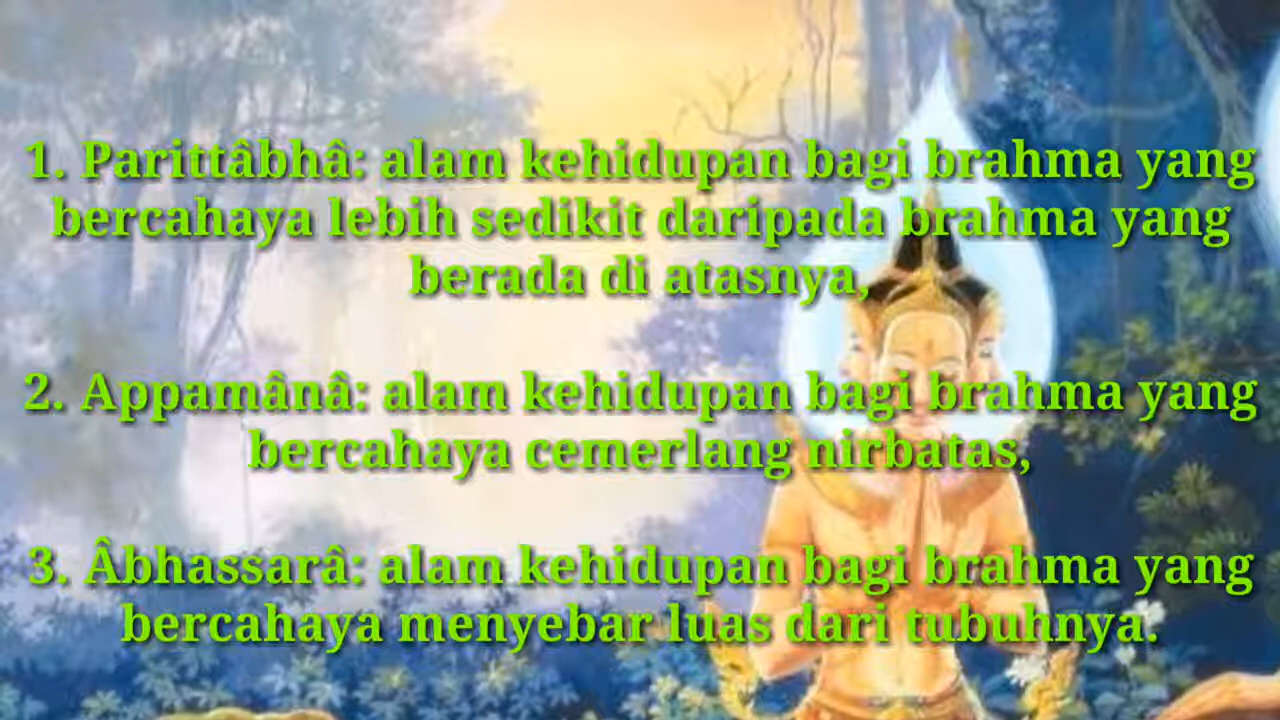 1. Parittâbhâ: alam kehidupan bagi brahma yang
bercahaya lebih sedikit daripada brahma yang
berada di atasnya,
2. Appamânâ: alam kehidupan bagi brahma yang
bercahaya cemerlang nirbatas,
3. Âbhassarâ: alam kehidupan bagi brahma yang
bercahaya menyebar luas dari tubuhnya.